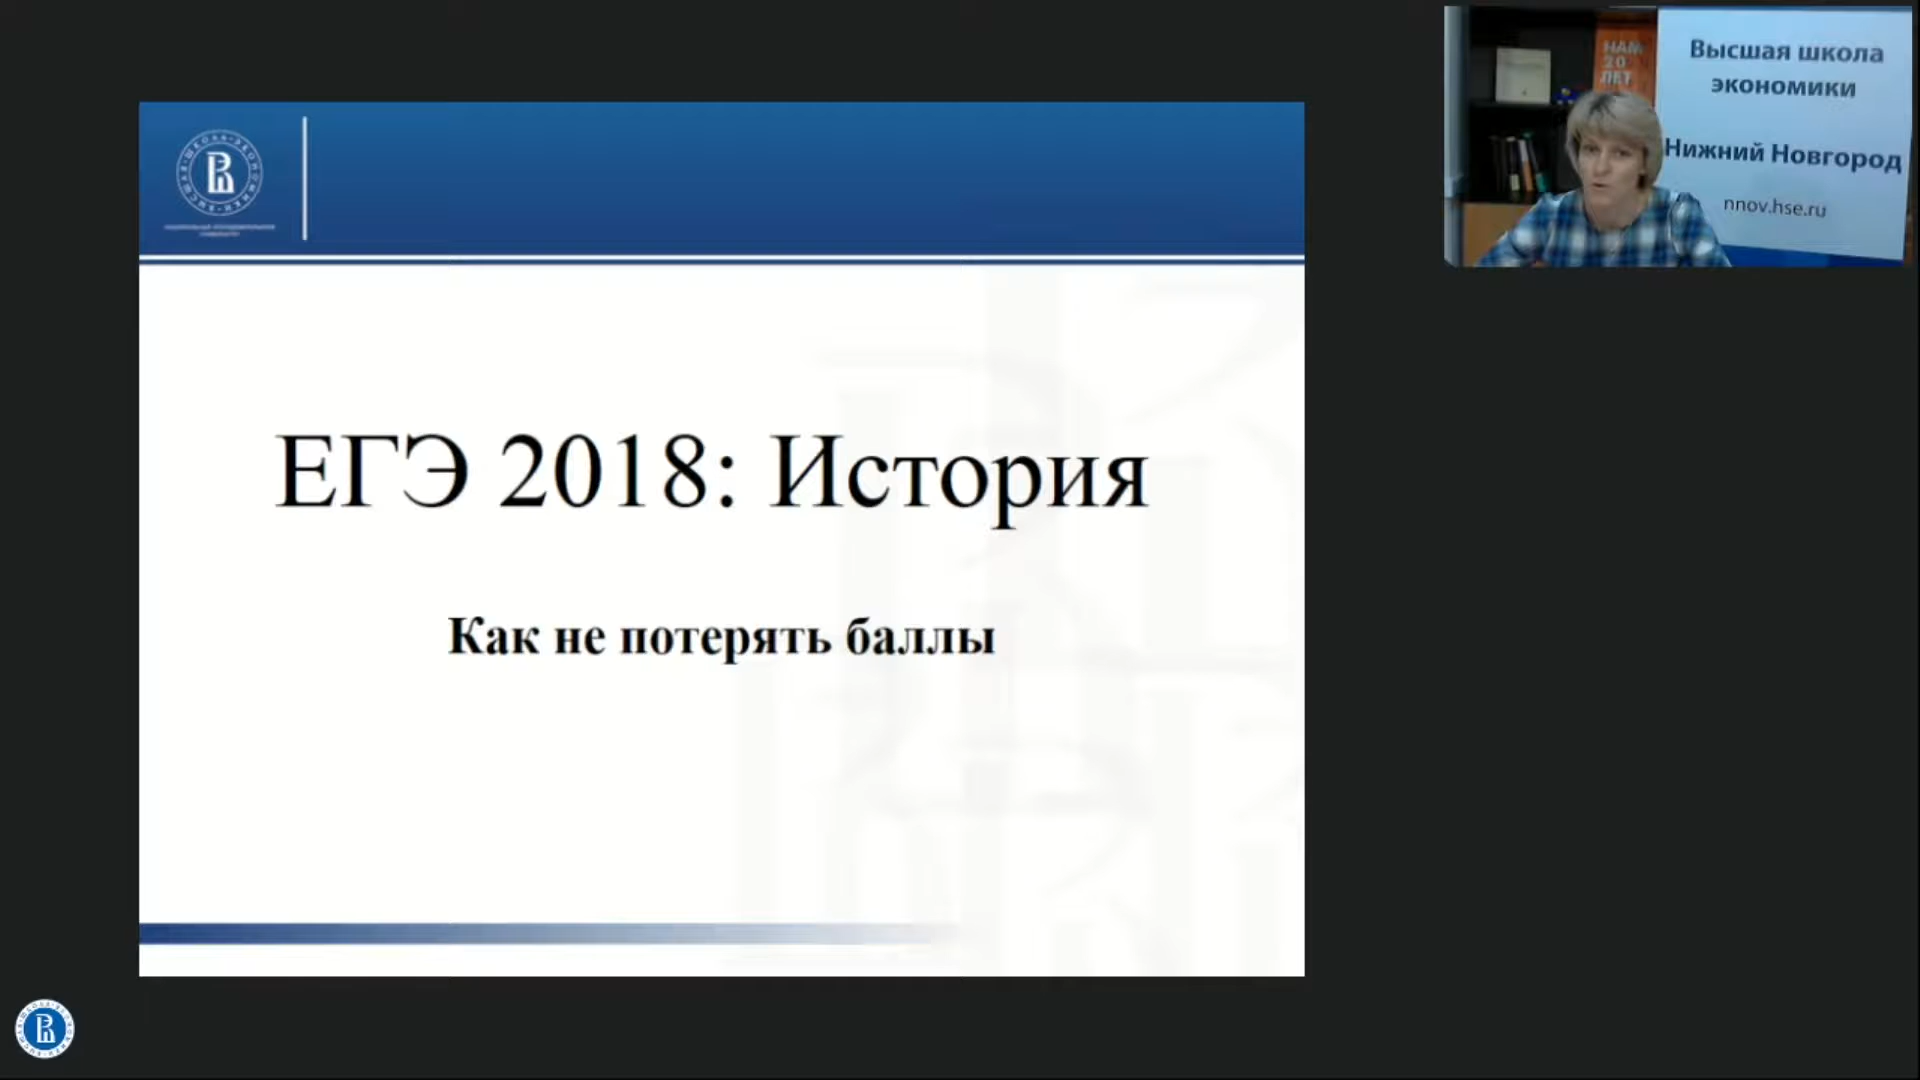 ЕГЭ 2018: История
Как не потерять баллы
НАМ
20
ЛЕТ
Высшая школа
экономики
Нижний Новгород
nnov.hse.ru